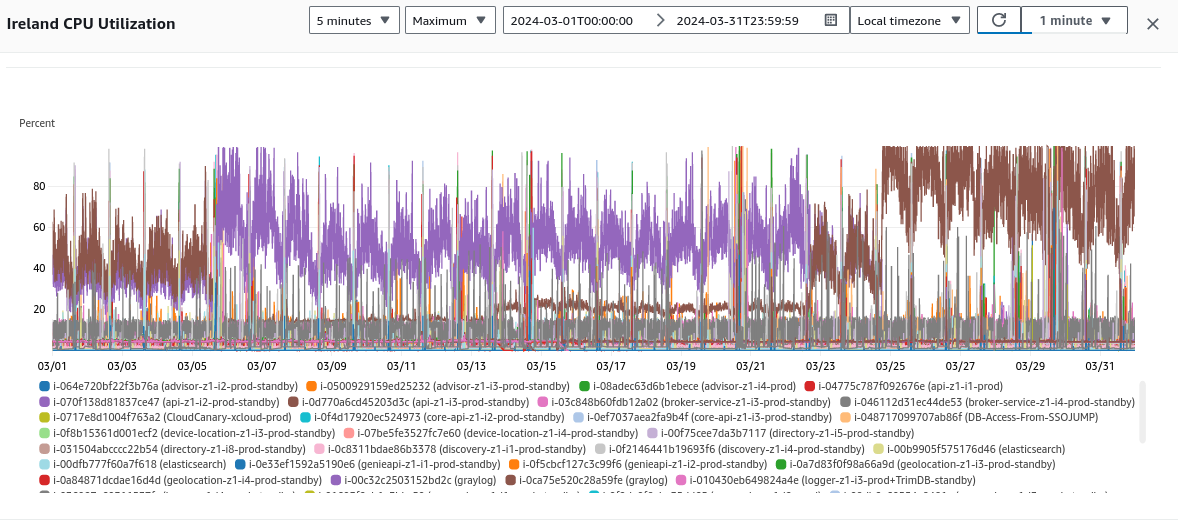 Ireland CPU Utilization
5 minutes Maximum 2024-03-01T00:00:00 2024-03-31T23:59:59 Local timezone 1 minute
Percent
80
60
40
20
03/01 03/03 03/05 03/07 03/09 03/11 03/13 03/15 03/17 03/19 03/21 03/23 03/25 03/27 03/29 03/31
i-064e720bf22f3b76a (advisor-z1-i2-prod-standby) i-0500929159ed25232 (advisor-z1-i3-prod-standby) i-08adec63d6b1ebece (advisor-z1-i4-prod) i-04775c787f092676e (api-z1-i1-prod)
i-070f138d81837ce47 (api-z1-i2-prod-standby) i-0d770a6cd45203d3c (api-z1-i3-prod-standby) i-03c848b60fdb12a02 (broker-service-z1-i3-prod-standby) i-046112d31ec44de53 (broker-service-z1-i4-prod)
i-0717e8d1004f763a2 (CloudCanary-xcloud-prod) i-0f4d17920ec524973 (core-api-z1-i2-prod-standby) i-0ef7037aea2fa9b4f (core-api-z1-i3-prod-standby) i-048717099707ab86f (DB-Access-From-SSOJUMP)
i-0f8b15361d001ecf2 (device-location-z1-i3-prod-standby) i-07be5fe3527fc7e60 (device-location-z1-i4-prod-standby) i-00f75cee7da3b7117 (directory-z1-i5-prod-standby)
i-031504abcccc22b54 (directory-z1-i8-prod-standby) i-0c8311bdae86b3378 (discovery-z1-i1-prod-standby) i-0f2146441b19693f6 (discovery-z1-i4-prod-standby) i-00b9905f575176d46 (elasticsearch)
i-00dfb777f60a7f618 (elasticsearch) i-0e33ef1592a5190e6 (genieapi-z1-i1-prod-standby) i-0f5cbcf127c3c99f6 (genieapi-z1-i2-prod-standby) i-0a7d83f0f98a66a9d (geolocation-z1-i3-prod-standby)
i-0a84871dcdae16d4d (geolocation-z1-i4-prod-standby) i-00c32c2503152bd2c (graylog) i-0ca75e520c28a59fe (graylog) i-010430eb649824a4e (logger-z1-i3-prod+TrimDB-standby)